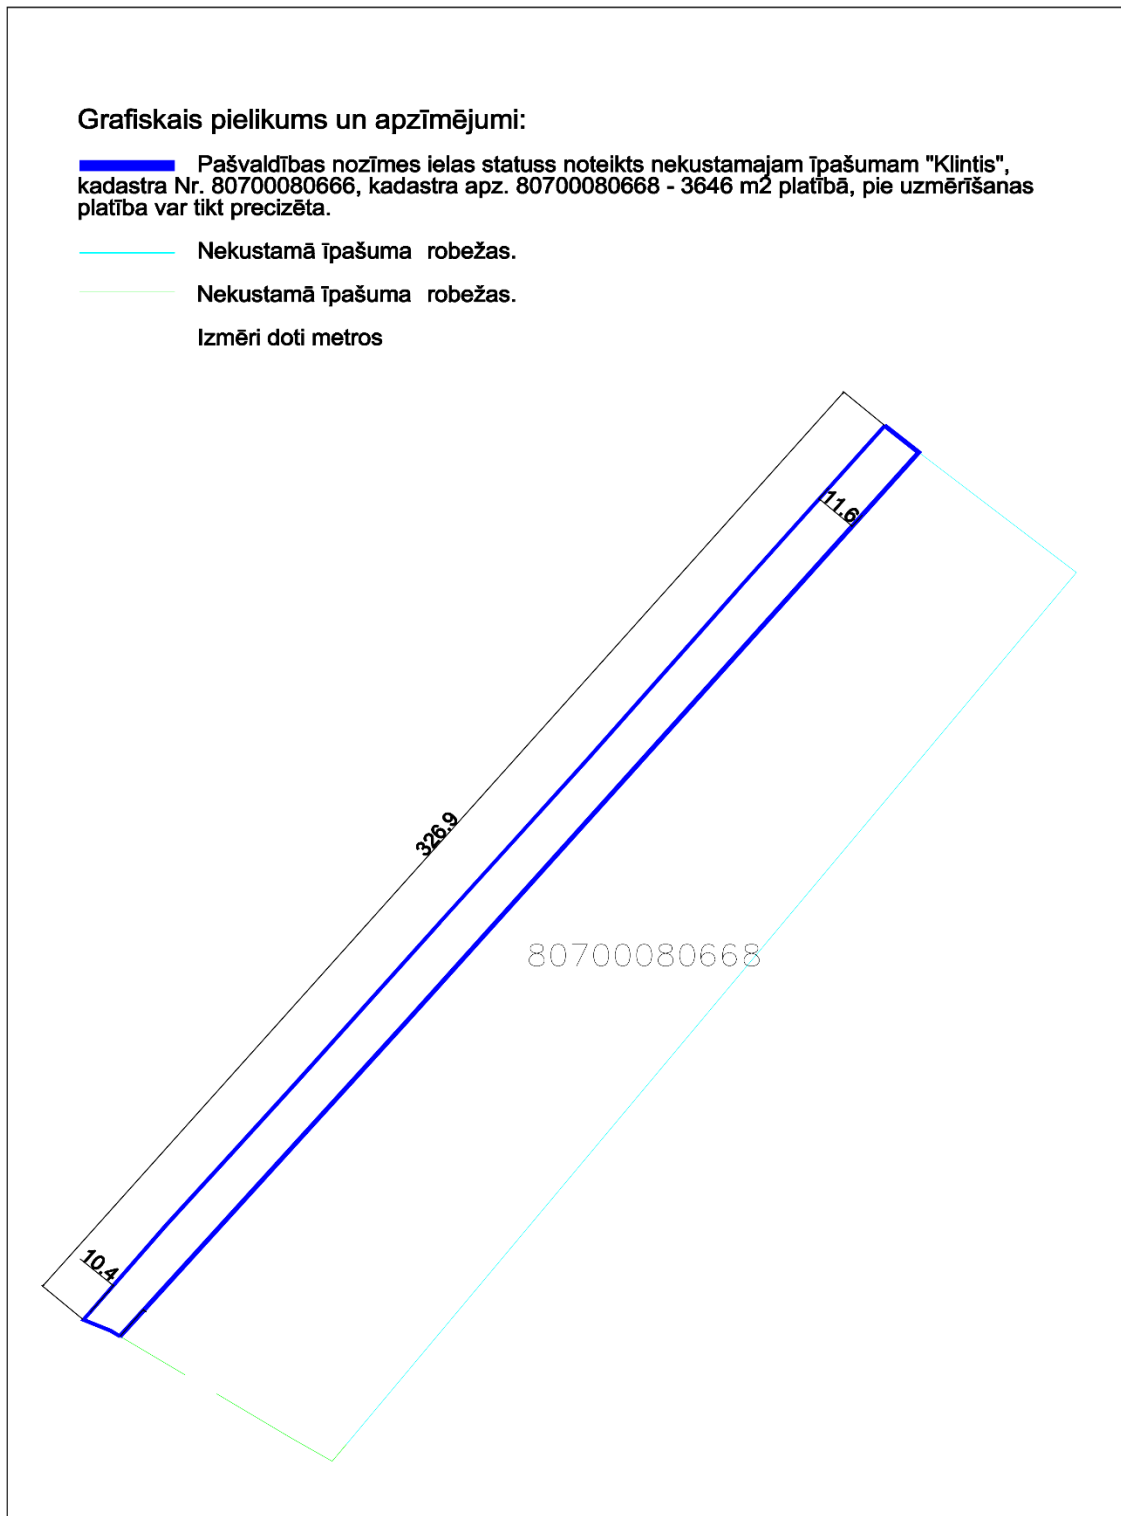 Grafiskais pielikums un apzīmējumi:
Pašvaldības nozīmes ielas statuss noteikts nekustamajam īpašumam "Klintis",
kadastra Nr. 80700080666, kadastra apz. 80700080668 - 3646 m2 platībā, pie uzmērīšanas
platība var tikt precizēta.
Nekustamā īpašuma robežas.
Nekustamā īpašuma robežas.
Izmēri doti metros
11.6
326.9
80700080668
10.4